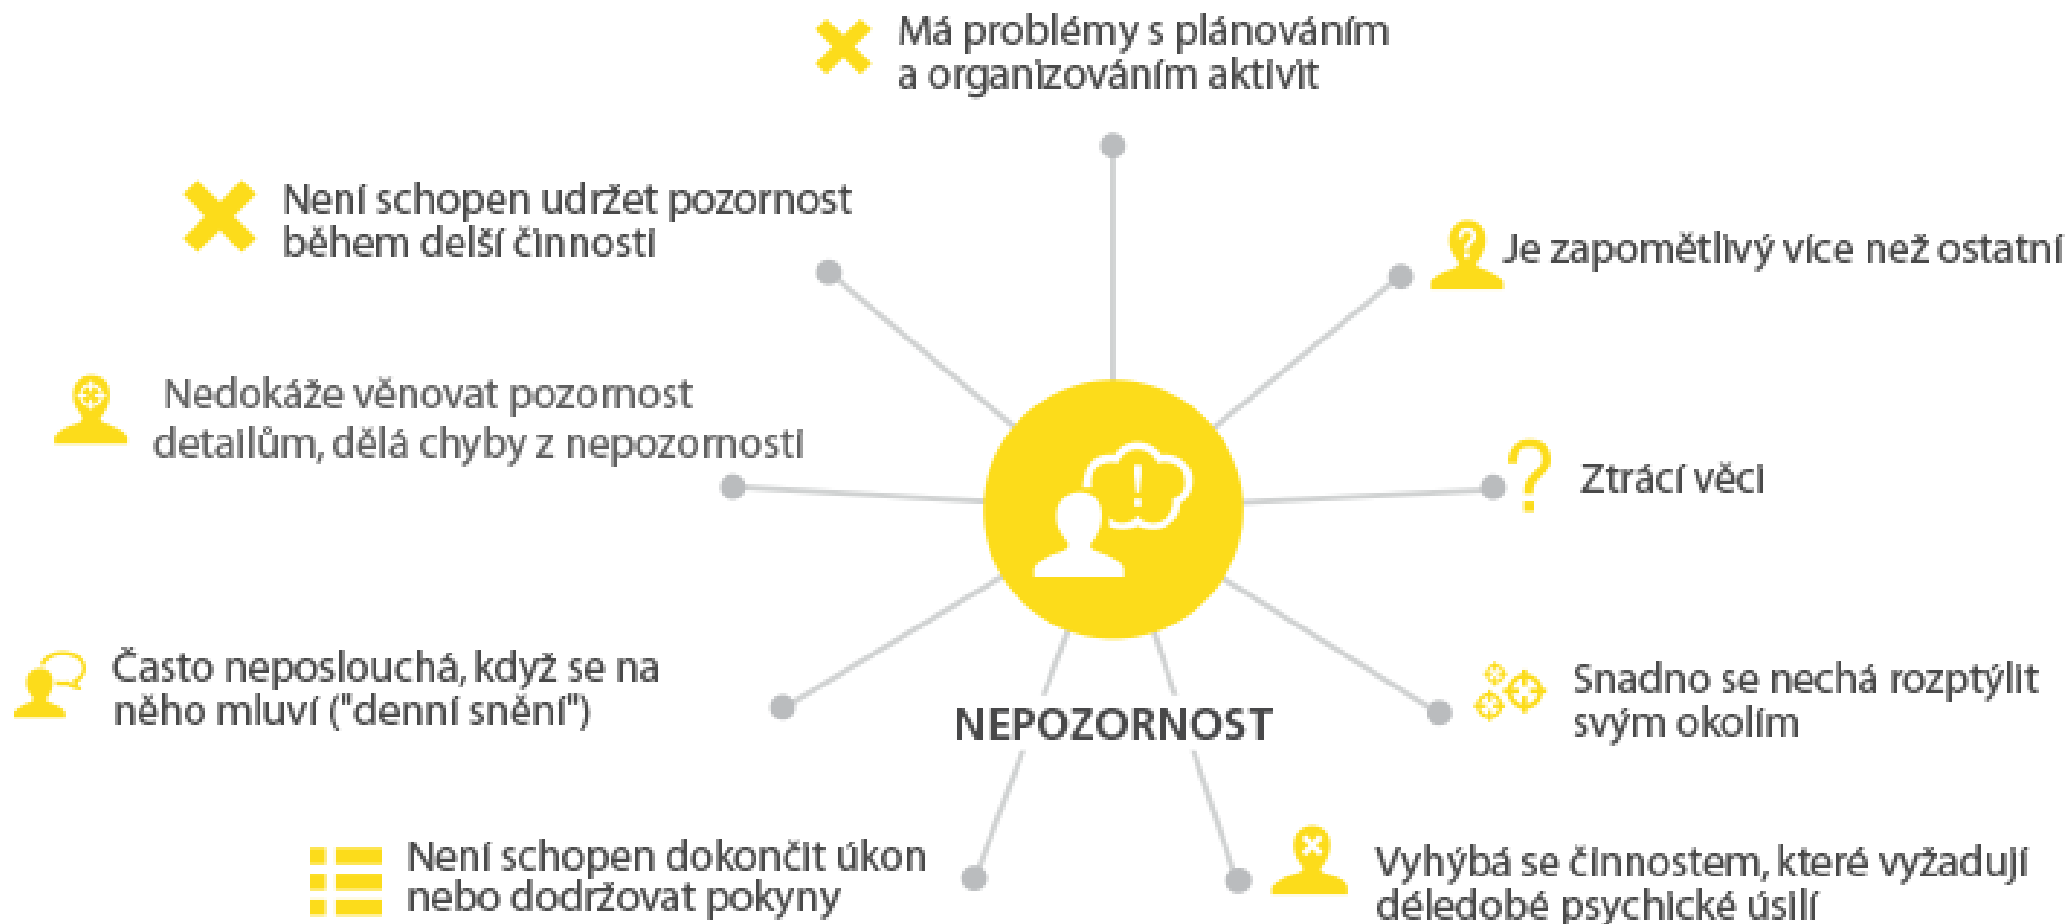 Má problémy s plánováním
a organizováním aktivit
Není schopen udržet pozornost
během delší činnosti
Je zapomětlivý více než ostatní
Nedokáže věnovat pozornost
detailům, dělá chyby z nepozornosti
Ztrácí věci
Často neposlouchá, když se na
něho mluví ("denní snění")
Snadno se nechá rozptýlit
svým okolím
NEPOZORNOST
Není schopen dokončit úkon
nebo dodržovat pokyny
Vyhýbá se činnostem, které vyžadují
déledobé psychické úsilí